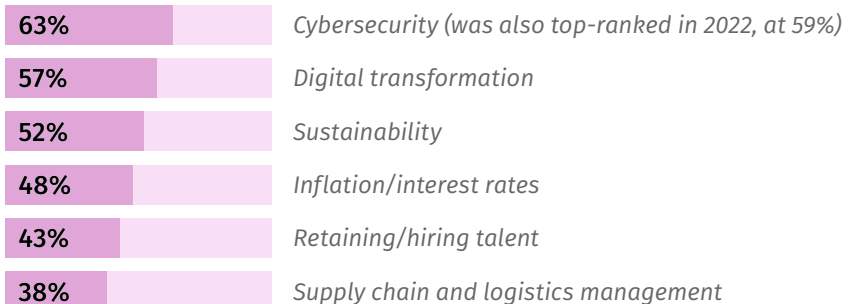 63% Cybersecurity (was also top-ranked in 2022, at 59%)
57% Digital transformation
52% Sustainability
48% Inflation/interest rates
43% Retaining/hiring talent
38% Supply chain and logistics management